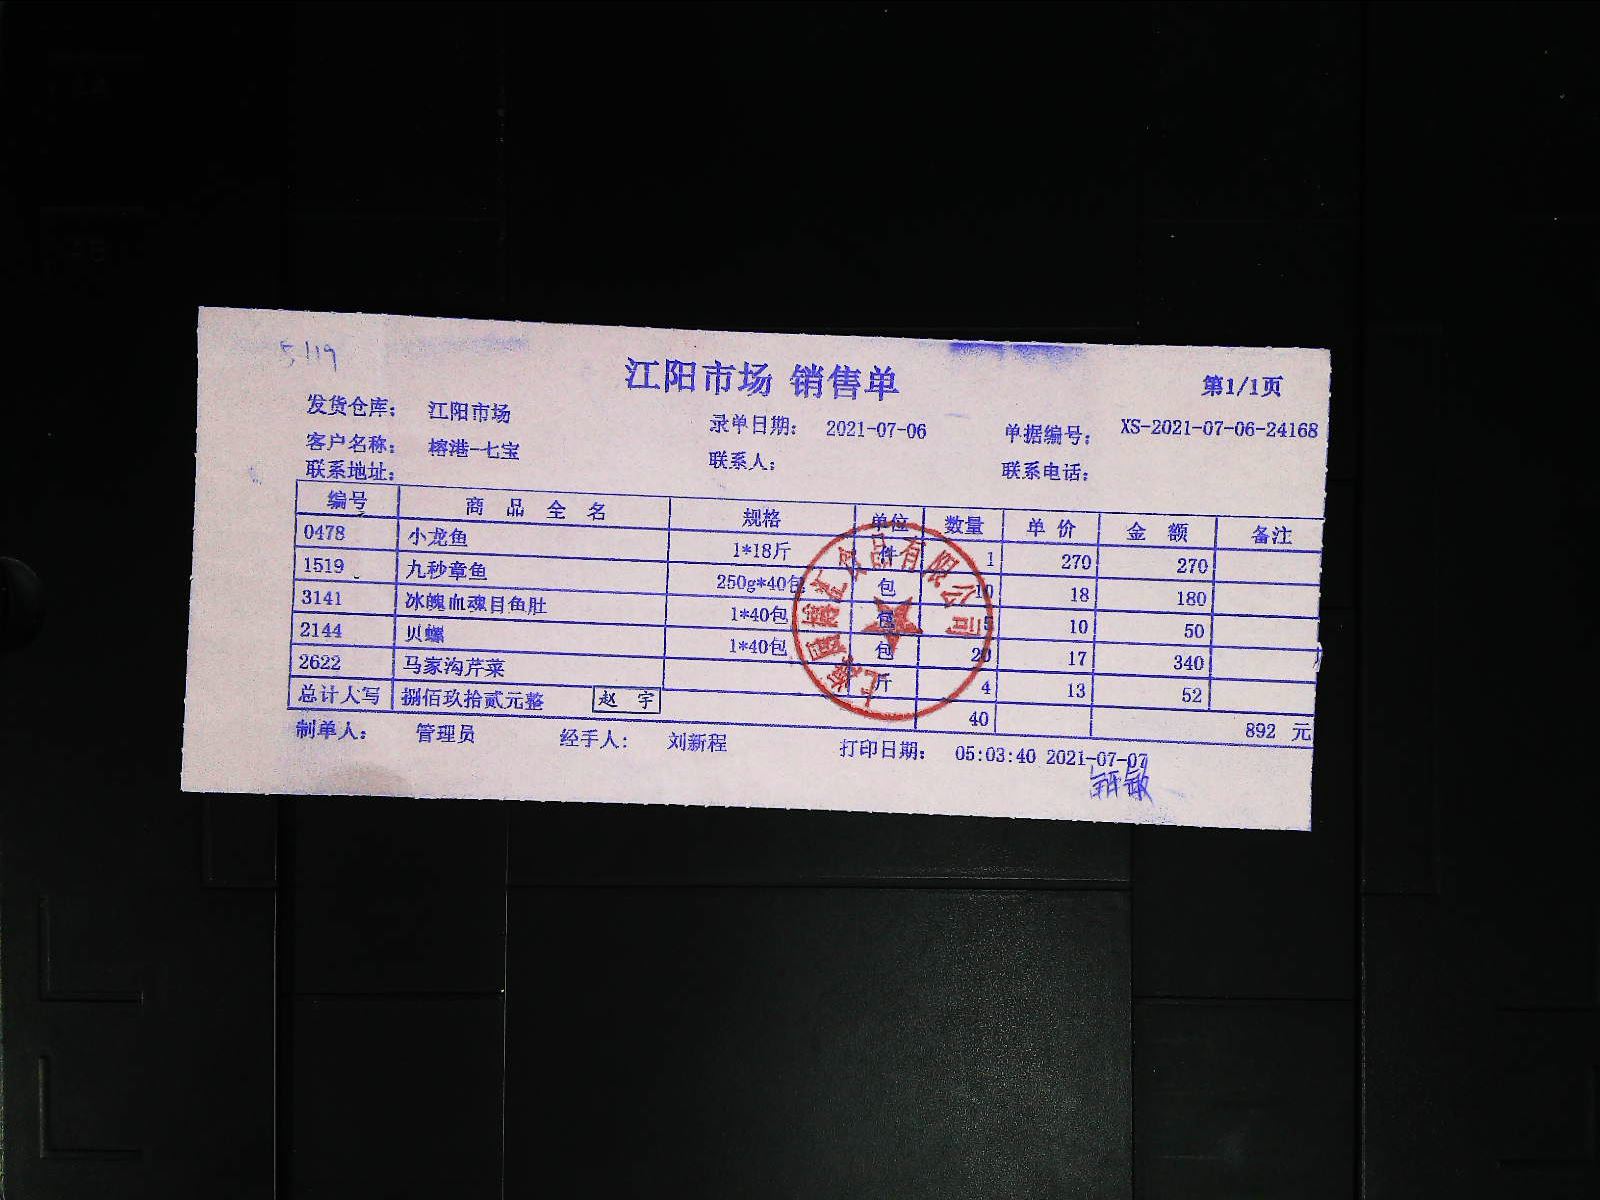 5/19
江阳市场 销售单
第1/1页
发货仓库： 江阳市场 录单日期： 2021-07-06 单据编号： XS-2021-07-06-24168
客户名称： 榕港-七宝 联系人： 联系电话：
联系地址：
编号 商品全名 规格 单位 数量 单价 金额 备注
0478 小龙鱼 1*18斤 件 1 270 270
1519 九秒章鱼 250g*40包 包 10 18 180
3141 冰魄血魂目鱼肚 1*40包 包 5 10 50
2144 贝螺 1*40包 包 20 17 340
2622 马家沟芹菜 斤 4 13 52
总计大写 捌佰玖拾贰元整 赵宇 40 892 元
制单人： 管理员 经手人： 刘新程 打印日期： 05:03:40 2021-07-07
食品有限公司